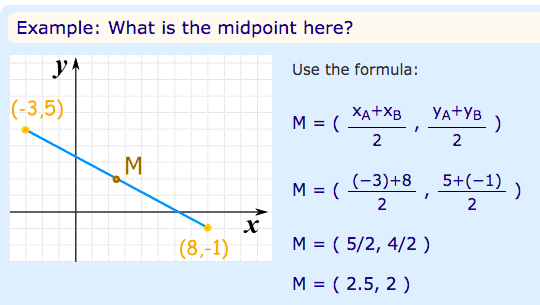 Example: What is the midpoint here?
y
(-3,5)
M
x
(8,-1)
Use the formula:
M = ( xA+xB / 2 , yA+yB / 2 )
M = ( (-3)+8 / 2 , 5+(-1) / 2 )
M = ( 5/2, 4/2 )
M = ( 2.5, 2 )